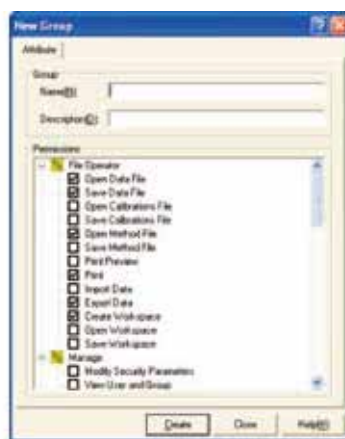 New Group
Attribute
Group
Name(N):
Description(D):
Permissions
File Operator
Open Data File
Save Data File
Open Calibrations File
Save Calibrations File
Open Method File
Save Method File
Print Preview
Print
Import Data
Export Data
Create Workspace
Open Workspace
Save Workspace
Manage
Modify Security Parameters
View User and Group
Create Close Help(H)